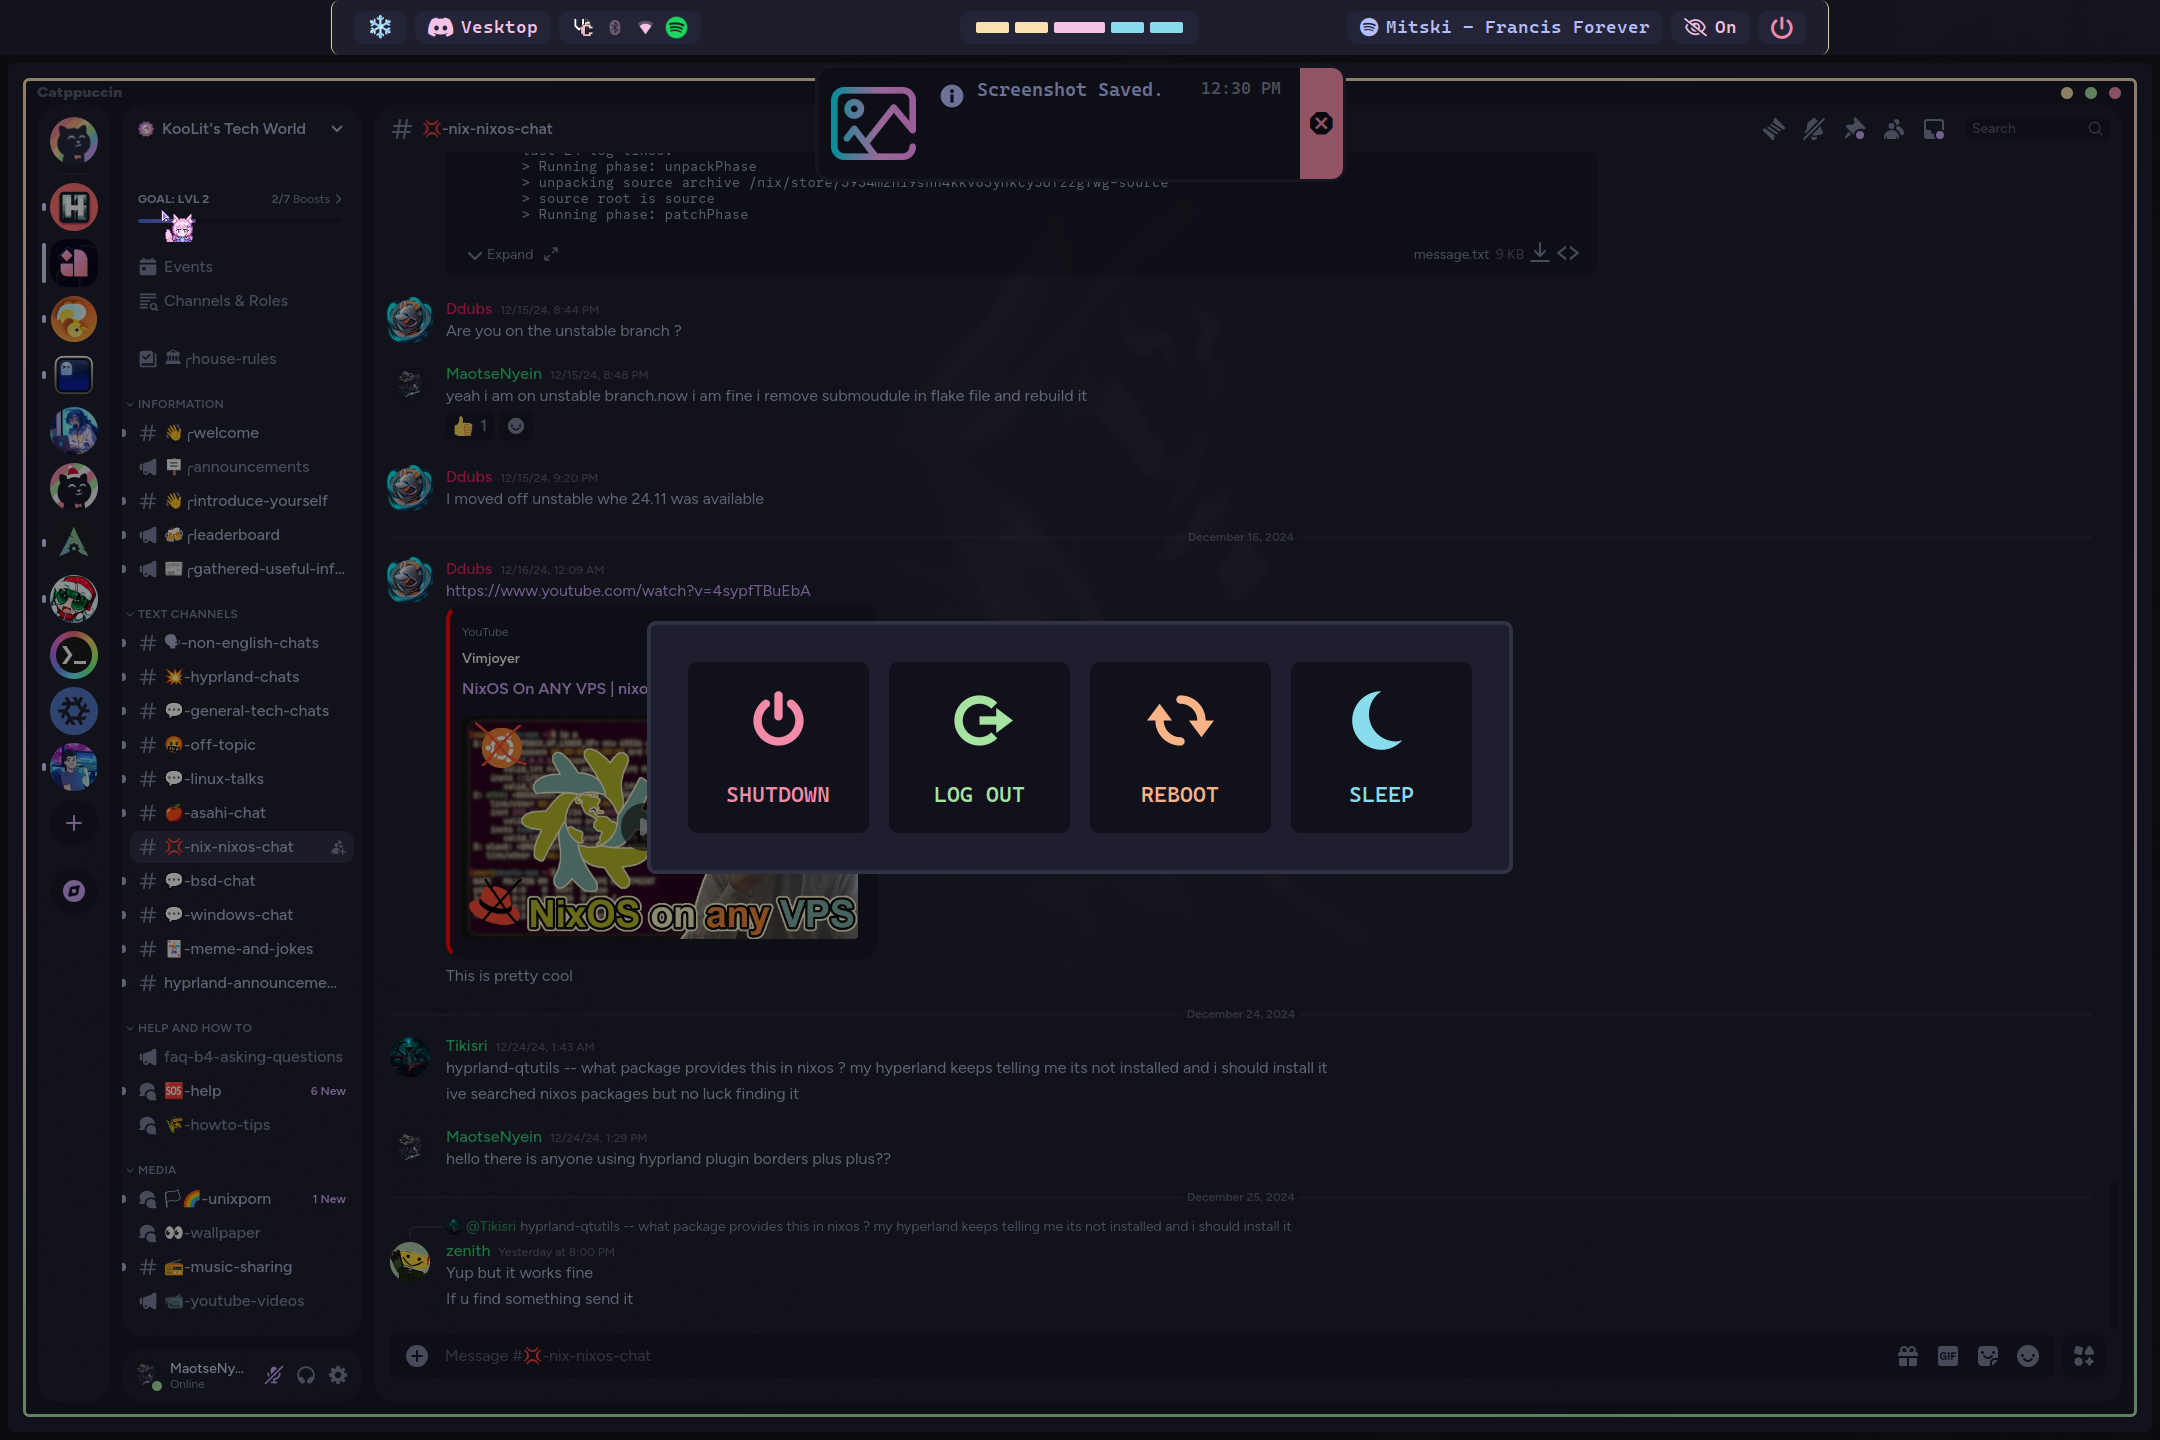 Vesktop
Mitski – Francis Forever
On
Catppuccin
Screenshot Saved.
12:30 PM
KooLit's Tech World
GOAL: LVL 2
2/7 Boosts
Events
Channels & Roles
╭house-rules
INFORMATION
╭welcome
╭announcements
╭introduce-yourself
╭leaderboard
╭gathered-useful-inf...
TEXT CHANNELS
-non-english-chats
-hyprland-chats
-general-tech-chats
-off-topic
-linux-talks
-asahi-chat
-nix-nixos-chat
-bsd-chat
-windows-chat
-meme-and-jokes
hyprland-announceme...
HELP AND HOW TO
faq-b4-asking-questions
SOS -help
6 New
-howto-tips
MEDIA
-unixporn
1 New
-wallpaper
-music-sharing
-youtube-videos
MaotseNy...
Online
-nix-nixos-chat
Search
> Running phase: unpackPhase
> unpacking source archive
> source root is source
> Running phase: patchPhase
Expand
message.txt 9 KB
Ddubs 12/15/24, 8:44 PM
Are you on the unstable branch ?
MaotseNyein 12/15/24, 8:48 PM
yeah i am on unstable branch.now i am fine i remove submoudule in flake file and rebuild it
1
Ddubs 12/15/24, 9:20 PM
I moved off unstable whe 24.11 was available
December 16, 2024
Ddubs 12/16/24, 12:09 AM
https://www.youtube.com/watch?v=4sypfTBuEbA
YouTube
Vimjoyer
NixOS On ANY VPS | nixo
NixOS on any VPS
This is pretty cool
SHUTDOWN
LOG OUT
REBOOT
SLEEP
December 24, 2024
Tikisri 12/24/24, 1:43 AM
hyprland-qtutils -- what package provides this in nixos ? my hyperland keeps telling me its not installed and i should install it
ive searched nixos packages but no luck finding it
MaotseNyein 12/24/24, 1:29 PM
hello there is anyone using hyprland plugin borders plus plus??
December 25, 2024
@Tikisri hyprland-qtutils -- what package provides this in nixos ? my hyperland keeps telling me its not installed and i should install it
zenith Yesterday at 8:00 PM
Yup but it works fine
If u find something send it
Message #-nix-nixos-chat
GIF